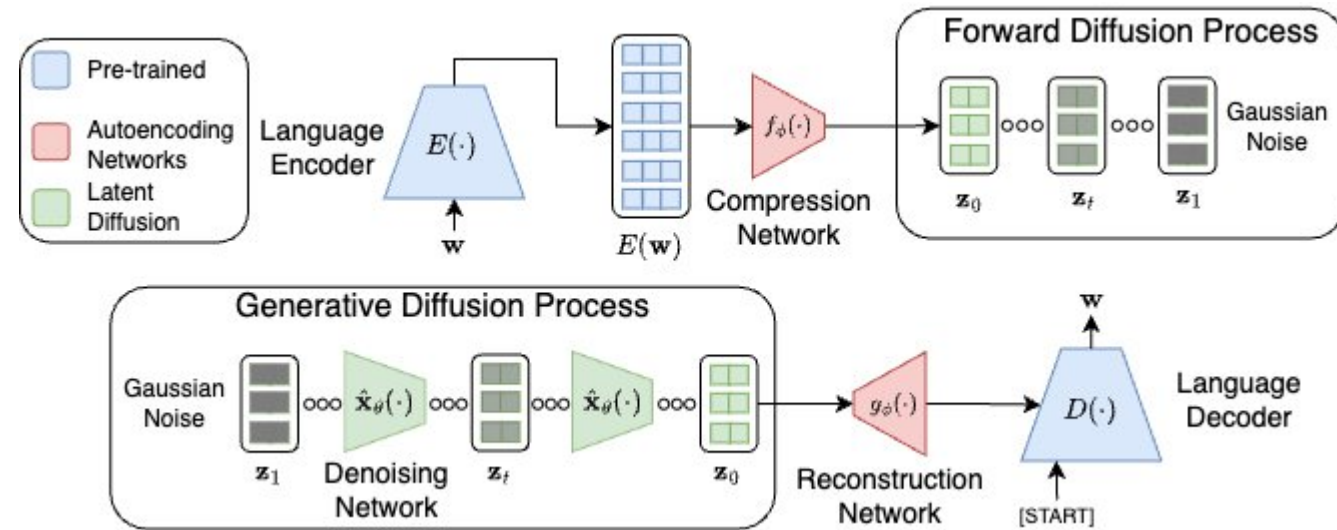 Pre-trained
Autoencoding
Networks
Latent
Diffusion
Language
Encoder
E(·)
w
E(w)
f_ϕ(·)
Compression
Network
Forward Diffusion Process
Gaussian
Noise
z_0
z_t
z_1
Generative Diffusion Process
Gaussian
Noise
x̂_θ(·)
x̂_θ(·)
z_1
Denoising
Network
z_t
z_0
g_ϕ(·)
Reconstruction
Network
w
D(·)
Language
Decoder
[START]